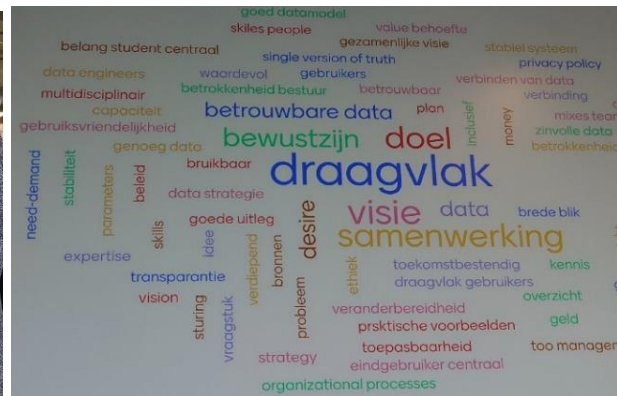 goed datamodel
skiles people
value behoefte
gezamenlijke visie
belang student centraal
single version of truth
stabiel systeem
privacy policy
data engineers
waardevol
gebruikers
verbinden van data
multidisciplinair
betrokkenheid bestuur
betrouwbaar
verbinding
capaciteit
betrouwbare data
plan
inclusief
money
mixes tea
gebruiksvriendelijkheid
bewustzijn
doel
zinvolle data
genoeg data
betrokkenheid
need-demand
stabiliteit
parameters
beleid
bruikbaar
draagvlak
data strategie
visie
data
brede blik
skills
goede uitleg
desire
samenwerking
expertise
idee
verdiepend
bronnen
ethiek
toekomstbestendig
kennis
transparantie
draagvlak gebruikers
vision
sturing
vraagstuk
probleem
overzicht
veranderbereidheid
geld
prsktische voorbeelden
strategy
toepasbaarheid
too manager
eindgebruiker centraal
organizational processes